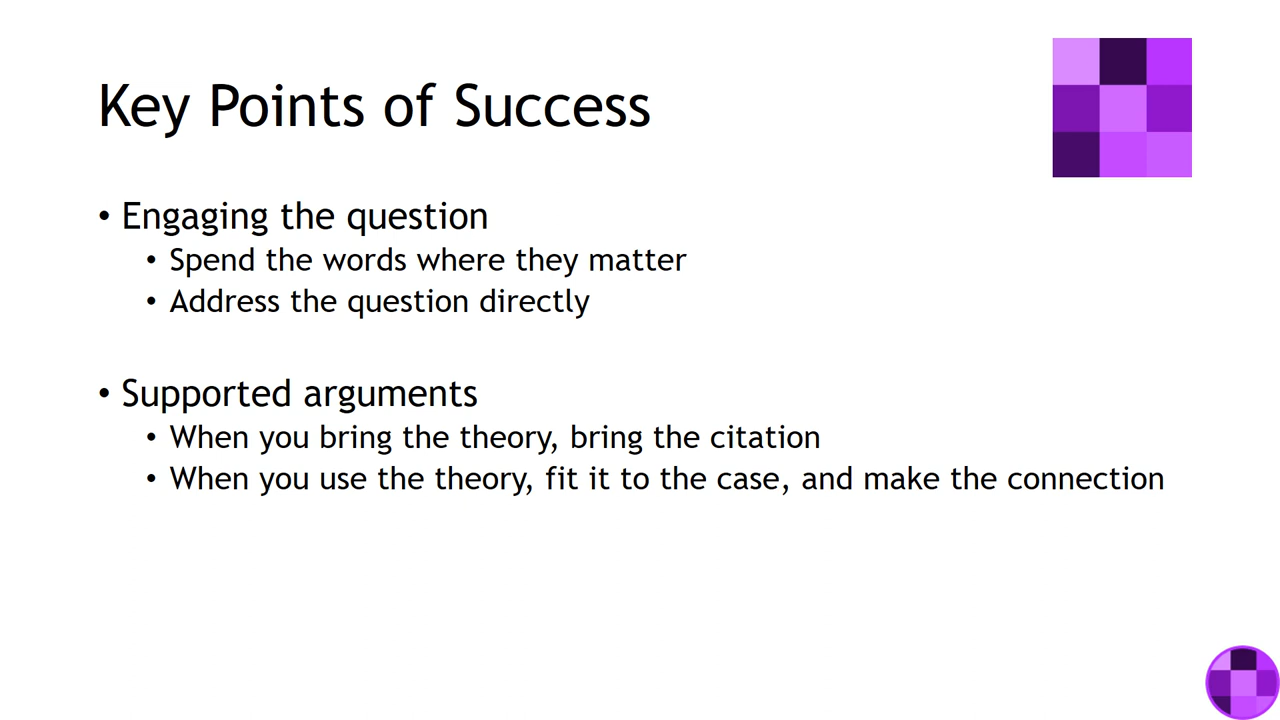 Key Points of Success
• Engaging the question
• Spend the words where they matter
• Address the question directly
• Supported arguments
• When you bring the theory, bring the citation
• When you use the theory, fit it to the case, and make the connection